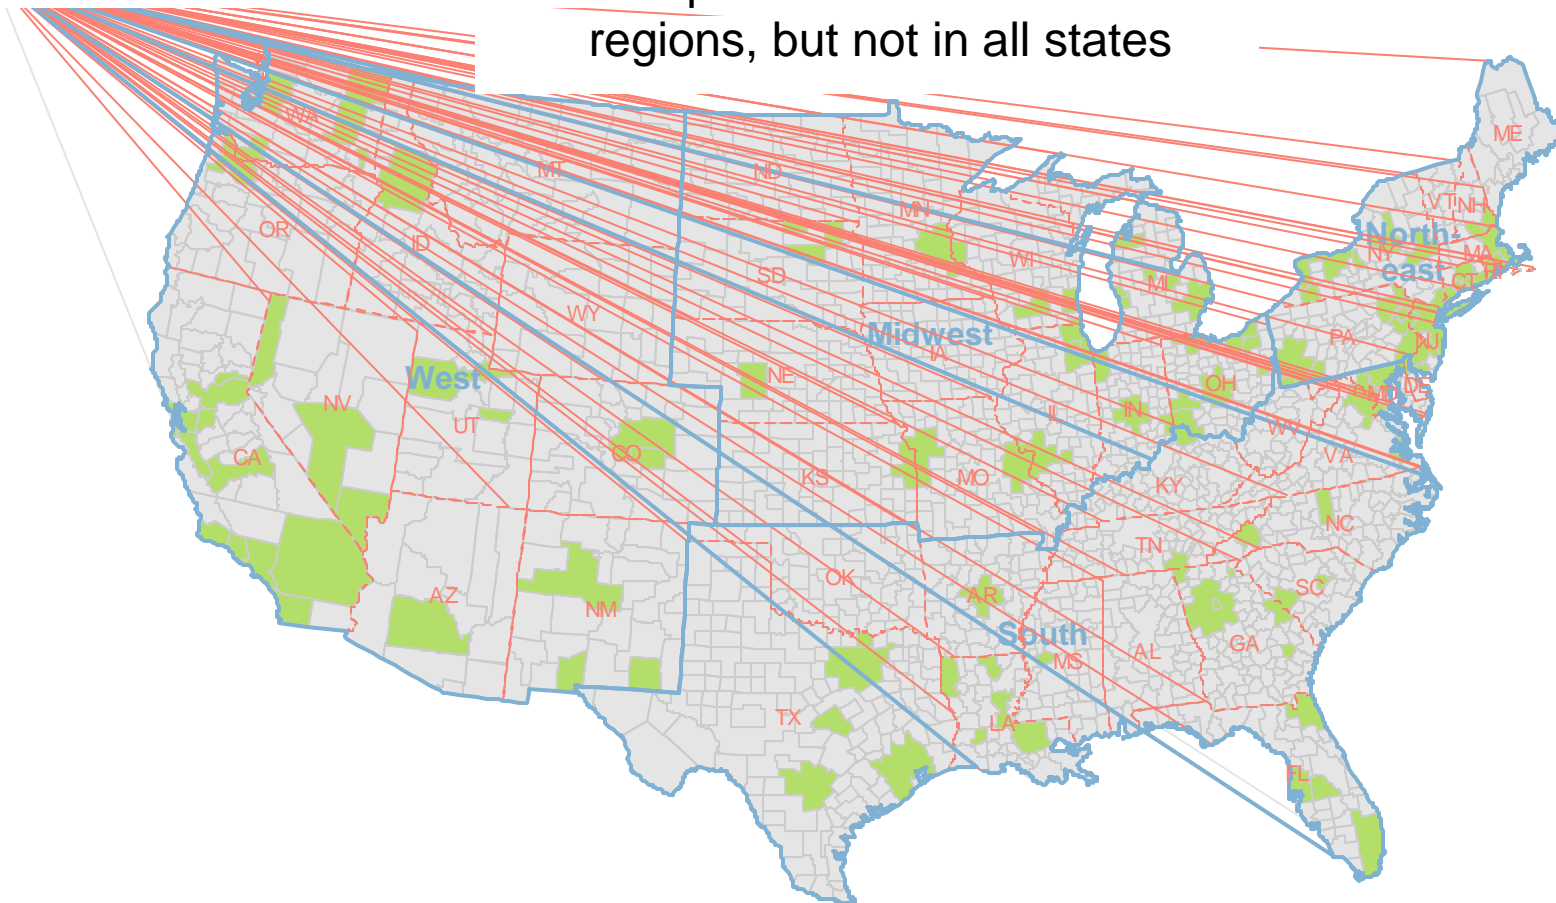 regions, but not in all states
WA
MT
ND
MN
ME
VT
NH
OR
ID
SD
WI
MI
NY
North-
east
MA
CT
RI
WY
Midwest
IA
PA
NJ
West
NE
OH
DE
MD
NV
UT
CO
IL
IN
WV
CA
KS
MO
KY
VA
NC
TN
AZ
NM
OK
AR
SC
South
MS
AL
GA
TX
LA
FL